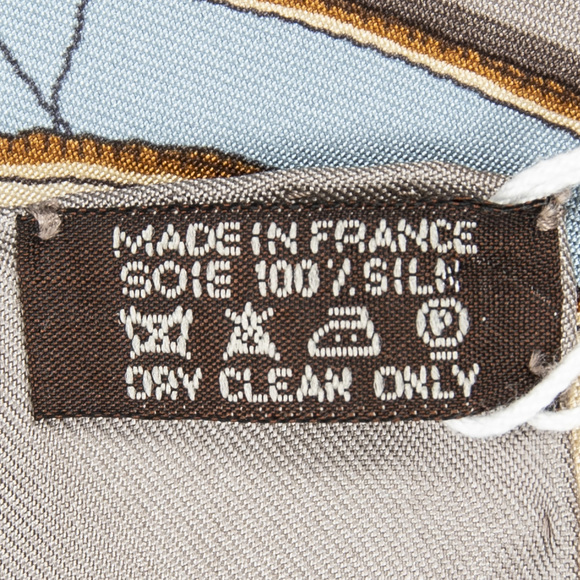 MADE IN FRANCE
SOIE 100% SILK
P
DRY CLEAN ONLY